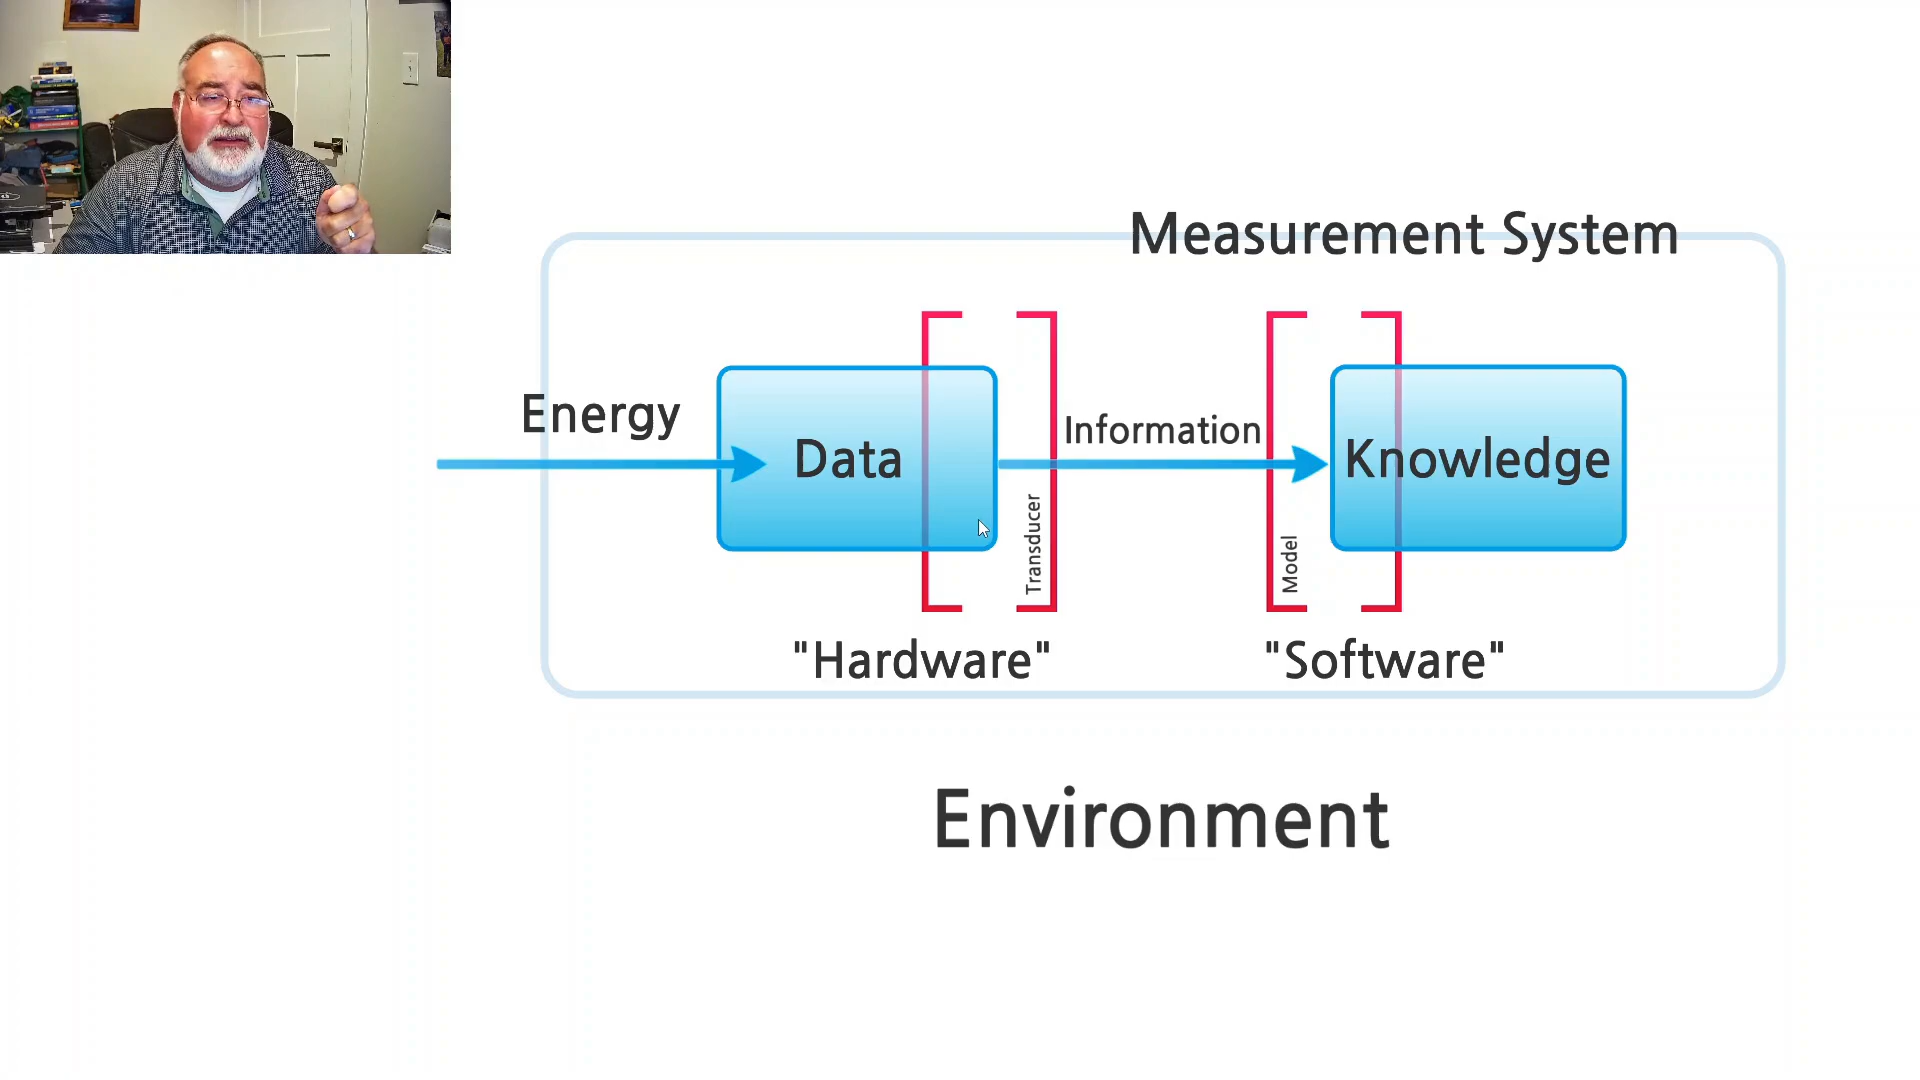 Measurement System
Energy
Data
Transducer
Information
Model
Knowledge
"Hardware"
"Software"
Environment